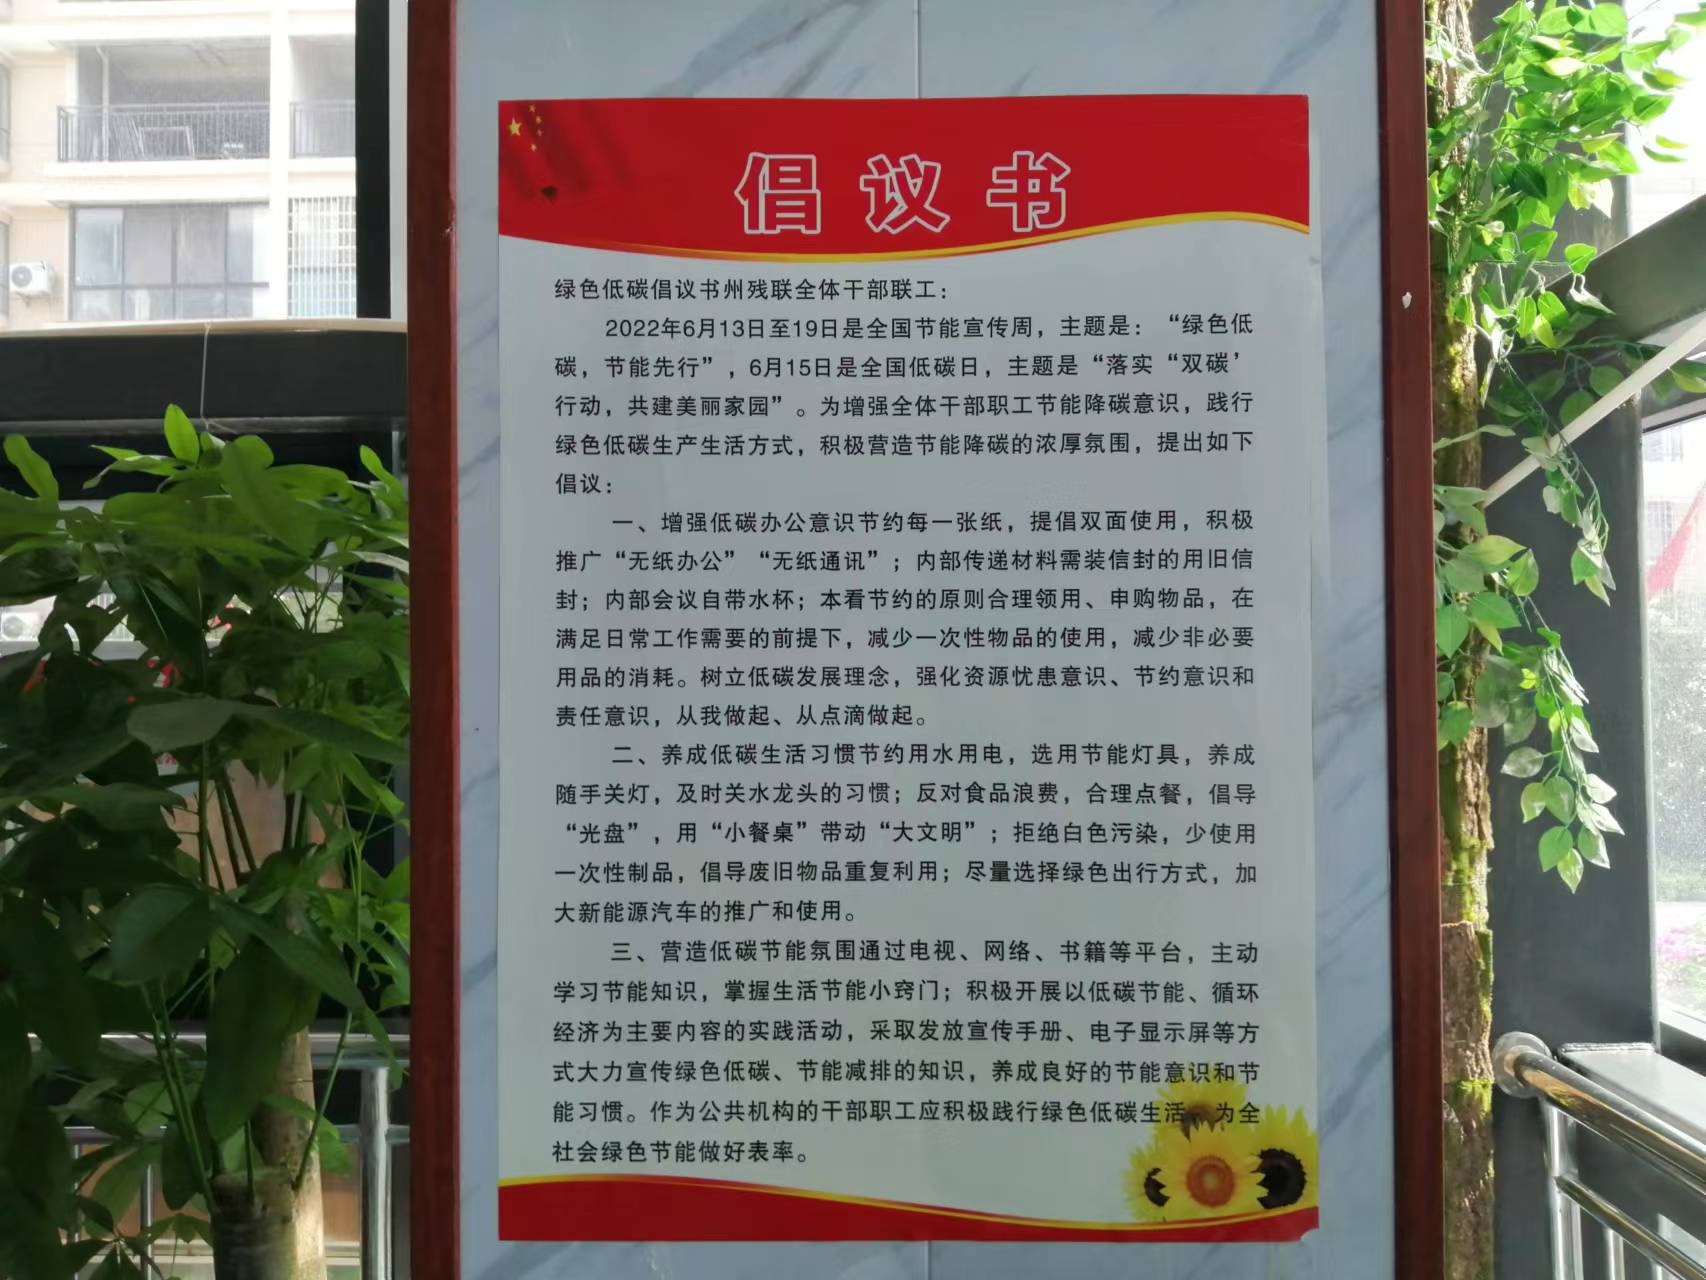 倡议书
绿色低碳倡议书州残联全体干部联工：
2022年6月13日至19日是全国节能宣传周，主题是：“绿色低
碳，节能先行”，6月15日是全国低碳日，主题是“落实“双碳’
行动，共建美丽家园”。为增强全体干部职工节能降碳意识，践行
绿色低碳生产生活方式，积极营造节能降碳的浓厚氛围，提出如下
倡议：
一、增强低碳办公意识节约每一张纸，提倡双面使用，积极
推广“无纸办公”“无纸通讯”；内部传递材料需装信封的用旧信
封；内部会议自带水杯；本看节约的原则合理领用、申购物品，在
满足日常工作需要的前提下，减少一次性物品的使用，减少非必要
用品的消耗。树立低碳发展理念，强化资源忧患意识、节约意识和
责任意识，从我做起、从点滴做起。
二、养成低碳生活习惯节约用水用电，选用节能灯具，养成
随手关灯，及时关水龙头的习惯；反对食品浪费，合理点餐，倡导
“光盘”，用“小餐桌”带动“大文明”；拒绝白色污染，少使用
一次性制品，倡导废旧物品重复利用；尽量选择绿色出行方式，加
大新能源汽车的推广和使用。
三、营造低碳节能氛围通过电视、网络、书籍等平台，主动
学习节能知识，掌握生活节能小窍门；积极开展以低碳节能、循环
经济为主要内容的实践活动，采取发放宣传手册、电子显示屏等方
式大力宣传绿色低碳、节能减排的知识，养成良好的节能意识和节
能习惯。作为公共机构的干部职工应积极践行绿色低碳生活，为全
社会绿色节能做好表率。